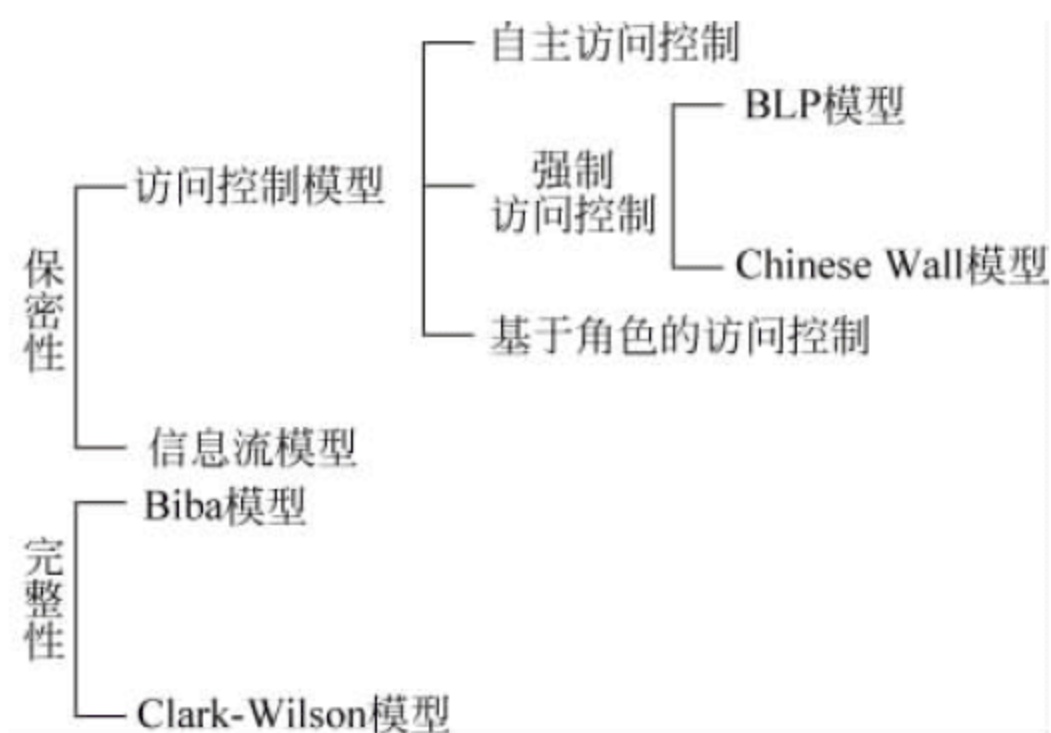 自主访问控制
BLP模型
强制
访问控制
访问控制模型
Chinese Wall模型
保密性
基于角色的访问控制
信息流模型
Biba模型
完整性
Clark-Wilson模型